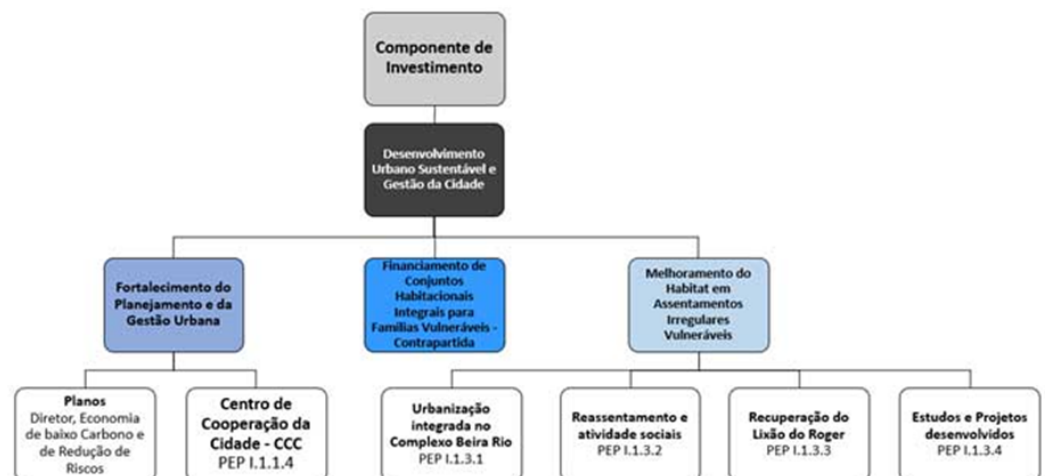 Componente de
Investimento
Desenvolvimento
Urbano Sustentável e
Gestão da Cidade
Fortalecimento do
Planejamento e da
Gestão Urbana
Financiamento de
Conjuntos
Habitacionais
Integrais para
Famílias Vulneráveis -
Contrapartida
Melhoramento do
Habitat em
Assentamentos
Irregulares
Vulneráveis
Planos
Diretor, Economia
de baixo Carbono e
de Redução de
Riscos
Centro de
Cooperação da
Cidade - CCC
PEP I.1.1.4
Urbanização
integrada no
Complexo Beira Rio
PEP I.1.3.1
Reassentamento e
atividade sociais
PEP I.1.3.2
Recuperação do
Lixão do Roger
PEP I.1.3.3
Estudos e Projetos
desenvolvidos
PEP I.1.3.4